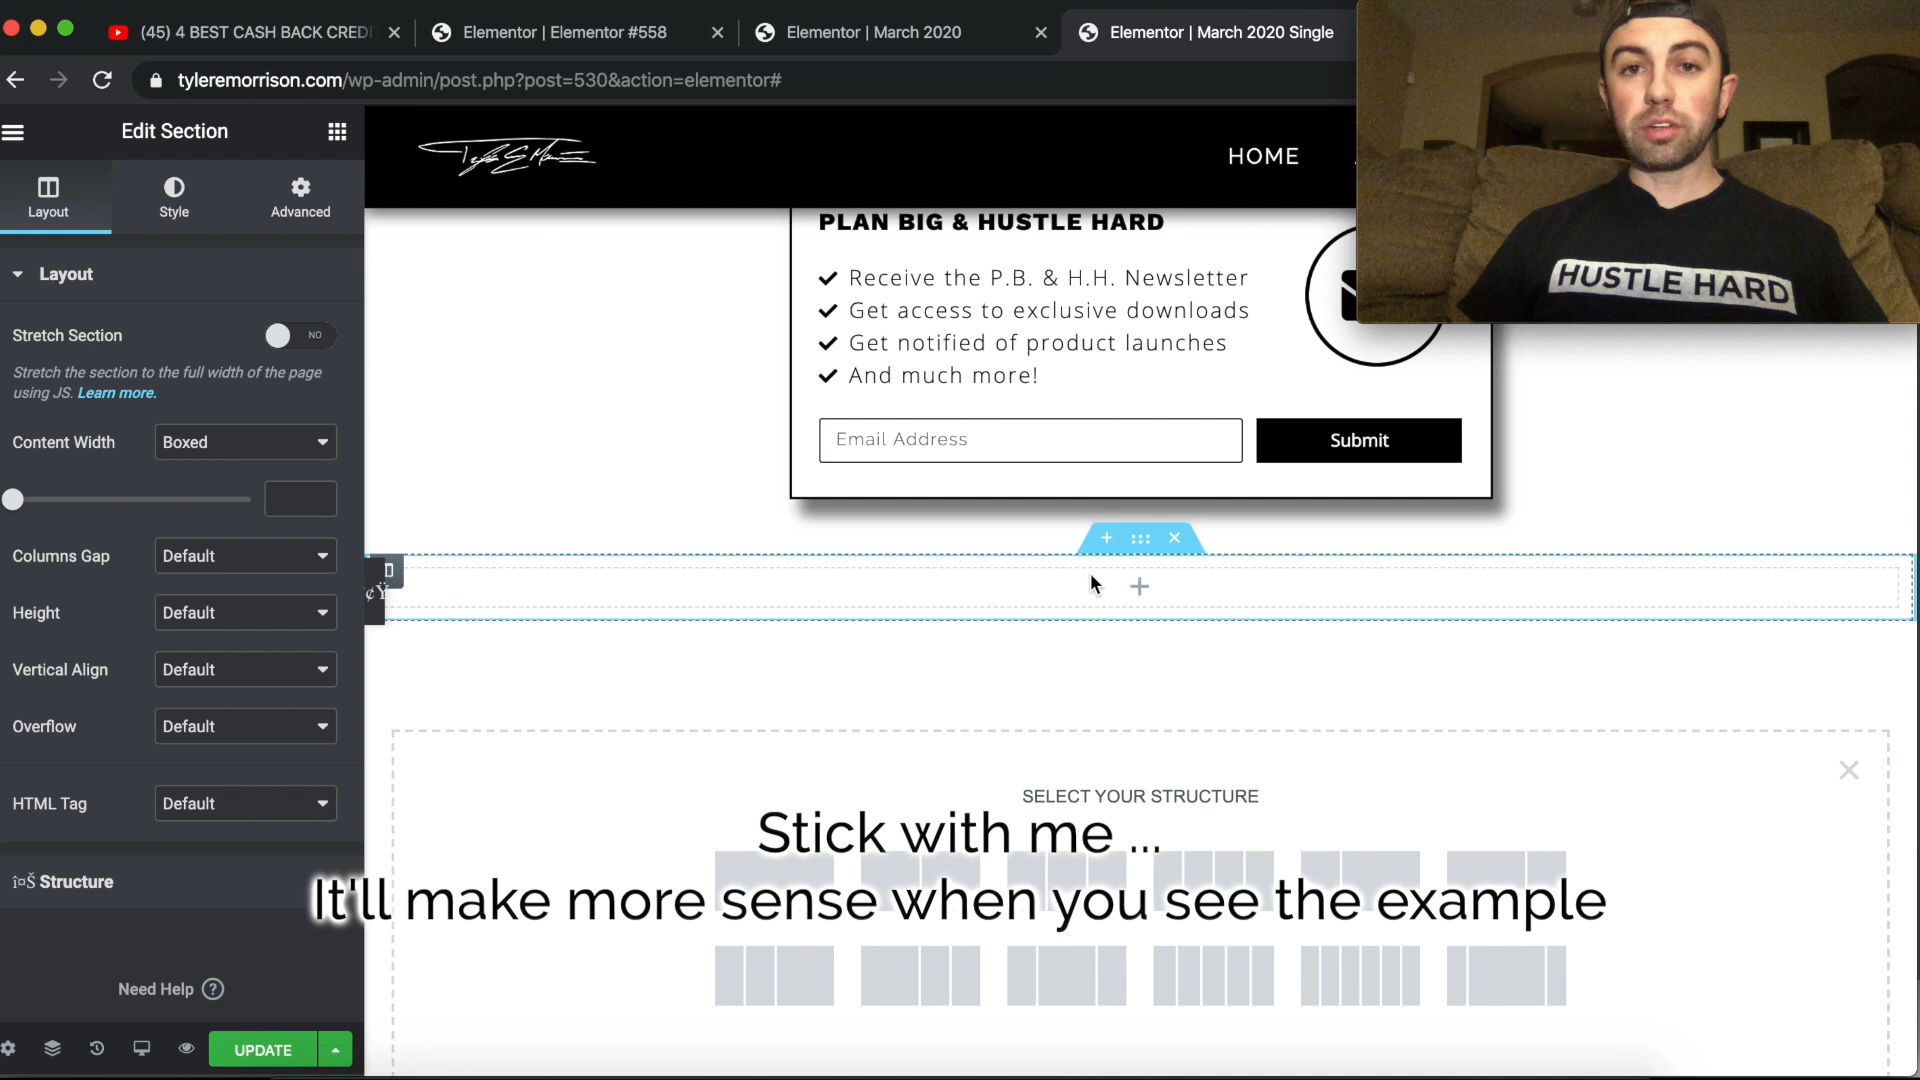 (45) 4 BEST CASH BACK CREDI
Elementor | Elementor #558
Elementor | March 2020
Elementor | March 2020 Single
tyleremorrison.com/wp-admin/post.php?post=530&action=elementor#
Edit Section
Layout
Style
Advanced
HOME
HUSTLE HARD
Layout
Stretch Section
NO
Stretch the section to the full width of the page
using JS. Learn more.
Content Width
Boxed
Columns Gap
Default
Height
Default
Vertical Align
Default
Overflow
Default
HTML Tag
Default
î¤Š Structure
Need Help
UPDATE
PLAN BIG & HUSTLE HARD
Receive the P.B. & H.H. Newsletter
Get access to exclusive downloads
Get notified of product launches
And much more!
Email Address
Submit
¢Ÿ
SELECT YOUR STRUCTURE
Stick with me ...
It'll make more sense when you see the example